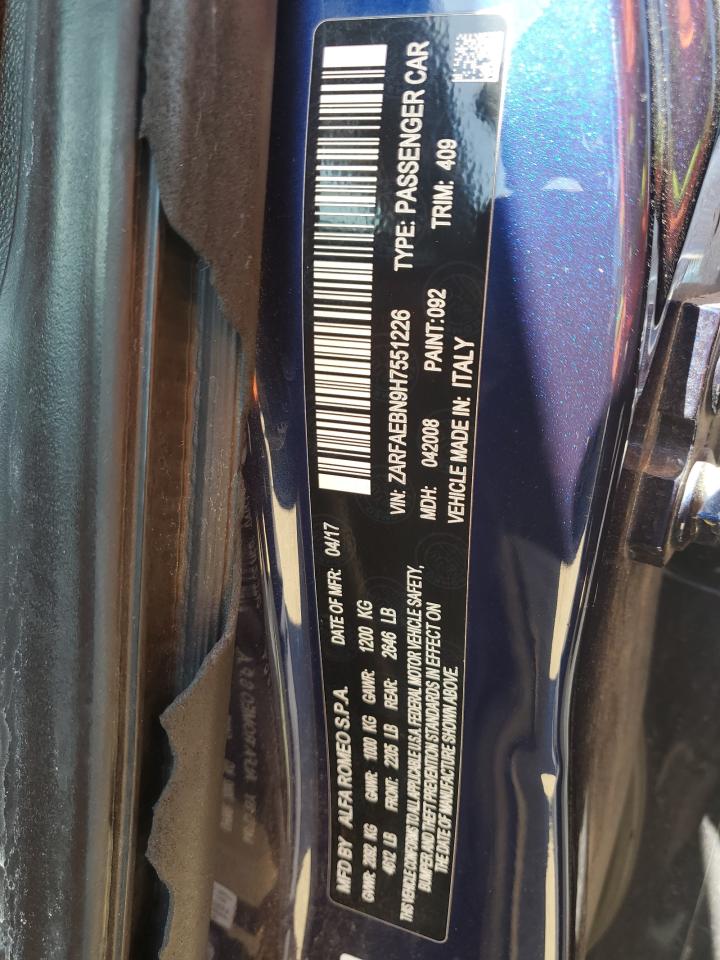 MFD BY ALFA ROMEO S.P.A. DATE OF MFR: 04/17
GVWR: 2092 KG GAWR: 1000 KG GAWR: 1200 KG
4612 LB FRONT: 2205 LB REAR: 2646 LB
THIS VEHICLE CONFORMS TO ALL APPLICABLE U.S.A. FEDERAL MOTOR VEHICLE SAFETY,
BUMPER, AND THEFT PREVENTION STANDARDS IN EFFECT ON
THE DATE OF MANUFACTURE SHOWN ABOVE.
VIN: ZARFAEBN9H7551226 TYPE: PASSENGER CAR
MDH: 042008 PAINT: 092 TRIM: 409
VEHICLE MADE IN: ITALY